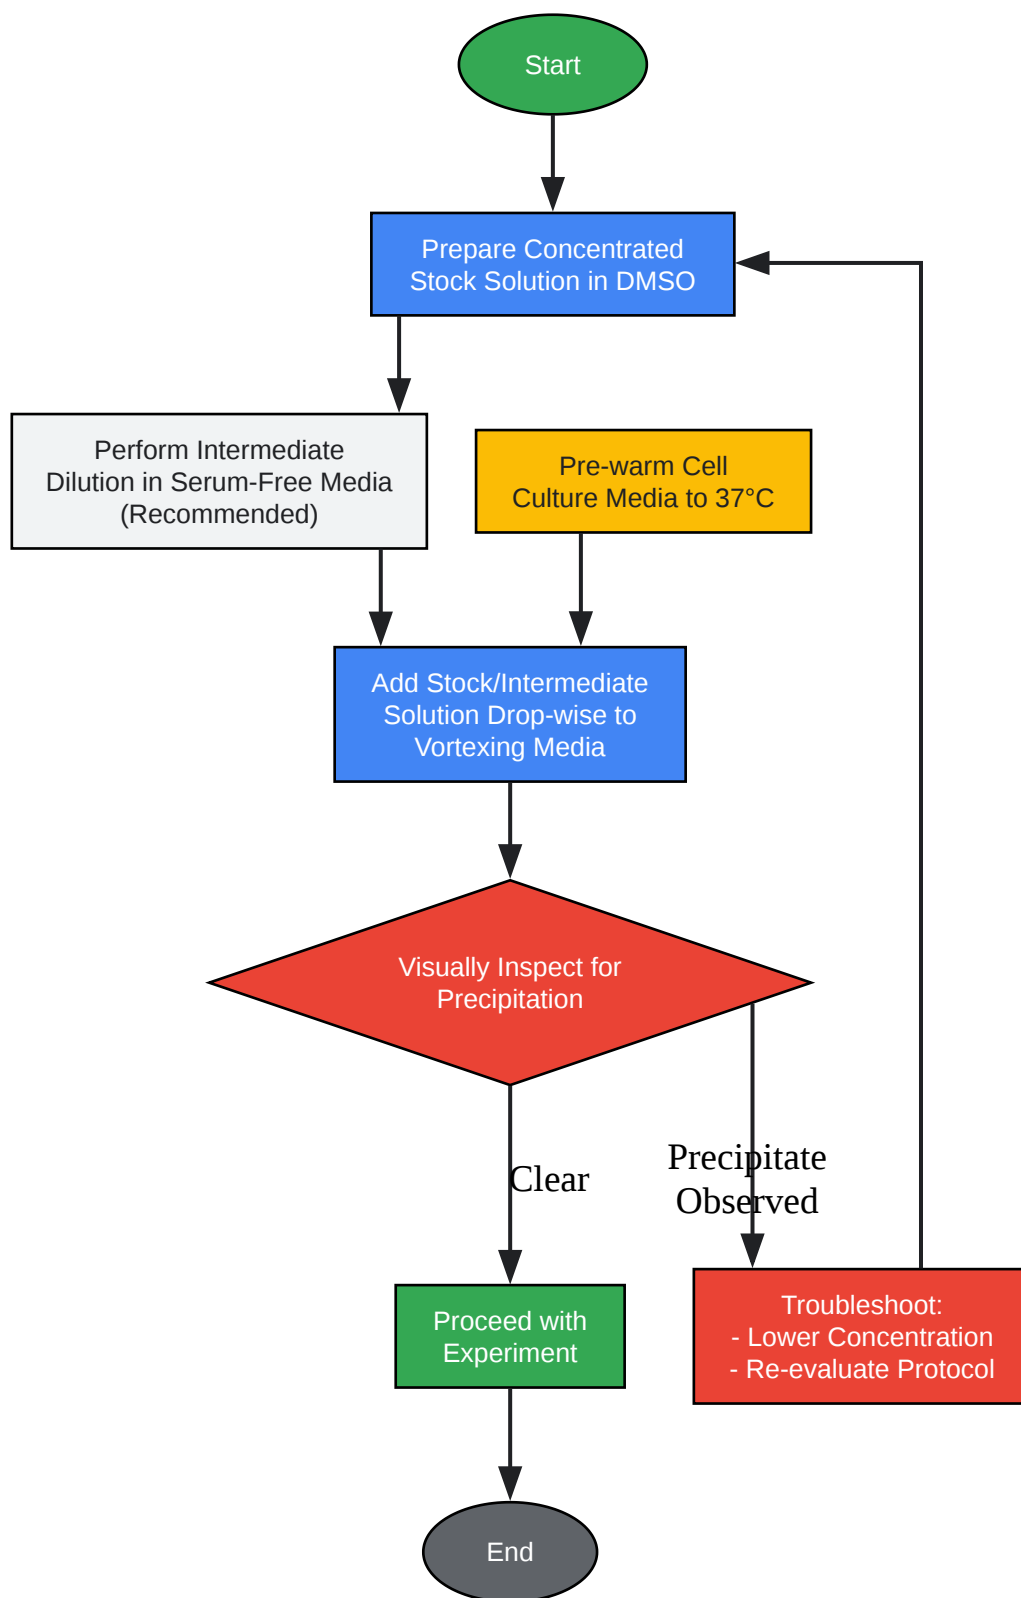 Start
Prepare Concentrated
Stock Solution in DMSO
Perform Intermediate
Dilution in Serum-Free Media
(Recommended)
Pre-warm Cell
Culture Media to 37°C
Add Stock/Intermediate
Solution Drop-wise to
Vortexing Media
Visually Inspect for
Precipitation
Clear
Precipitate
Observed
Proceed with
Experiment
Troubleshoot:
- Lower Concentration
- Re-evaluate Protocol
End